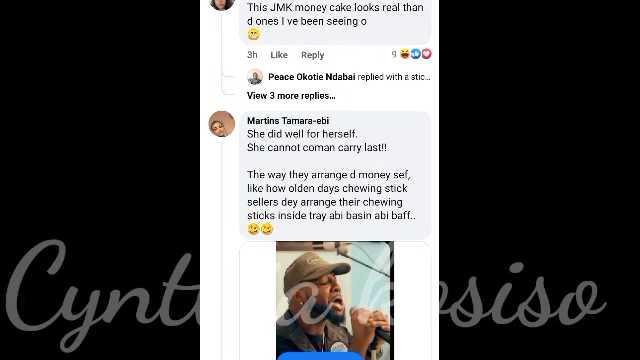 This JMK money cake looks real than
d ones I ve been seeing o
3h Like Reply 9
Peace Okotie Ndabai replied with a stic...
View 3 more replies...
Martins Tamara-ebi
She did well for herself.
She cannot coman carry last!!
The way they arrange d money sef,
like how olden days chewing stick
sellers dey arrange their chewing
sticks inside tray abi basin abi baff..